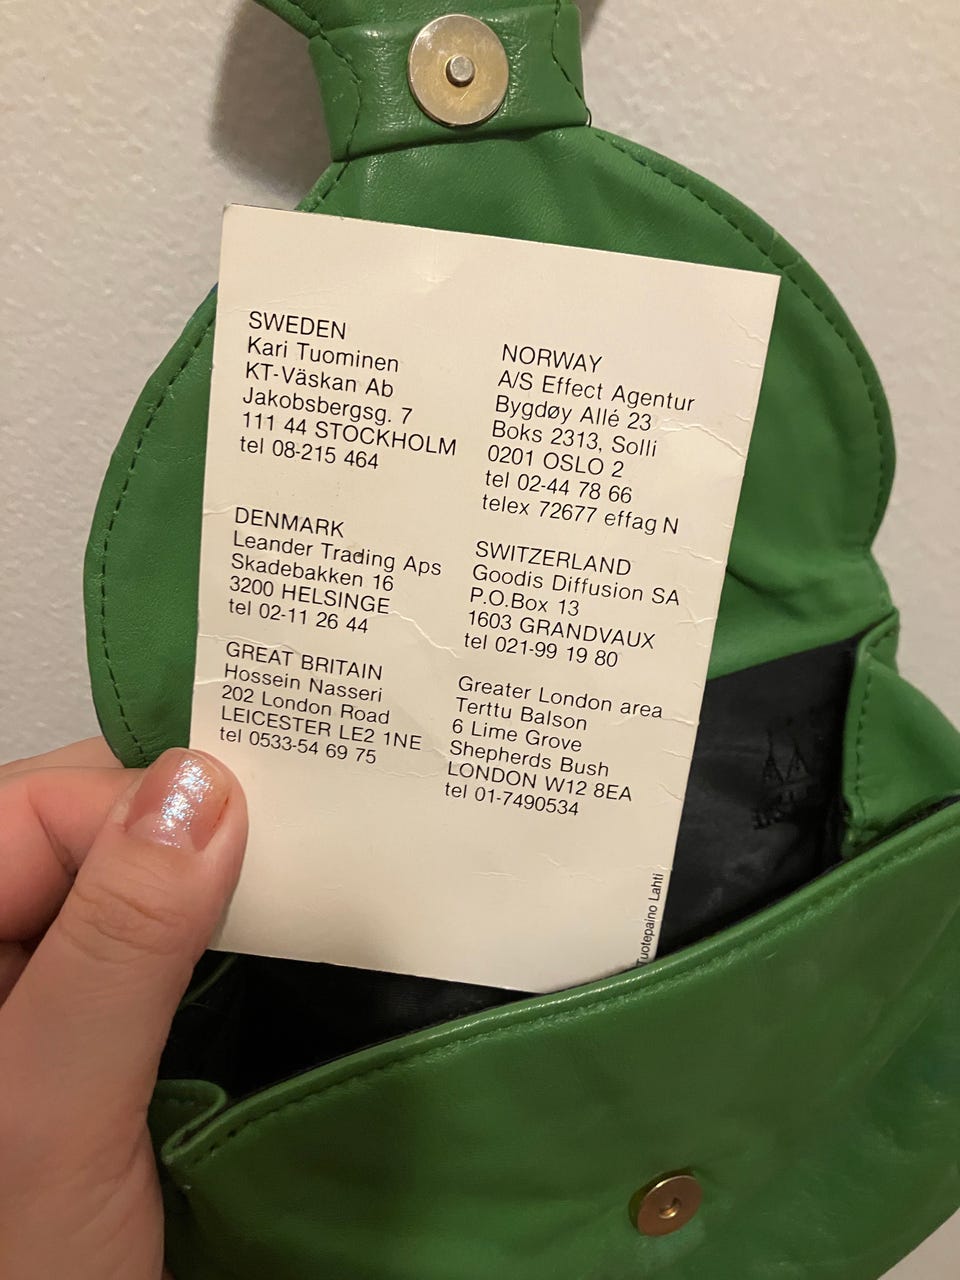 SWEDEN
Kari Tuominen
KT-Väskan Ab
Jakobsbergsg. 7
111 44 STOCKHOLM
tel 08-215 464
DENMARK
Leander Trading Aps
Skadebakken 16
3200 HELSINGE
tel 02-11 26 44
GREAT BRITAIN
Hossein Nasseri
202 London Road
LEICESTER LE2 1NE
tel 0533-54 69 75
NORWAY
A/S Effect Agentur
Bygdøy Allé 23
Boks 2313, Solli
0201 OSLO 2
tel 02-44 78 66
telex 72677 effag N
SWITZERLAND
Goodis Diffusion SA
P.O.Box 13
1603 GRANDVAUX
tel 021-99 19 80
Greater London area
Terttu Balson
6 Lime Grove
Shepherds Bush
LONDON W12 8EA
tel 01-7490534
Tuotepaino Lahti